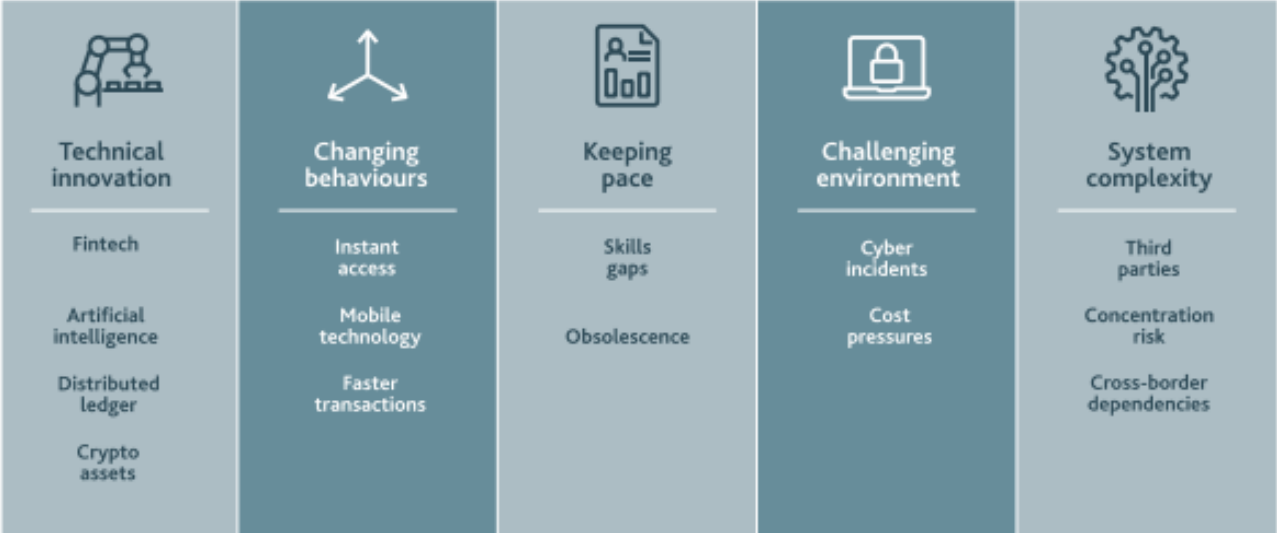 Technical
innovation
Fintech
Artificial
intelligence
Distributed
ledger
Crypto
assets
Changing
behaviours
Instant
access
Mobile
technology
Faster
transactions
Keeping
pace
Skills
gaps
Obsolescence
Challenging
environment
Cyber
incidents
Cost
pressures
System
complexity
Third
parties
Concentration
risk
Cross-border
dependencies